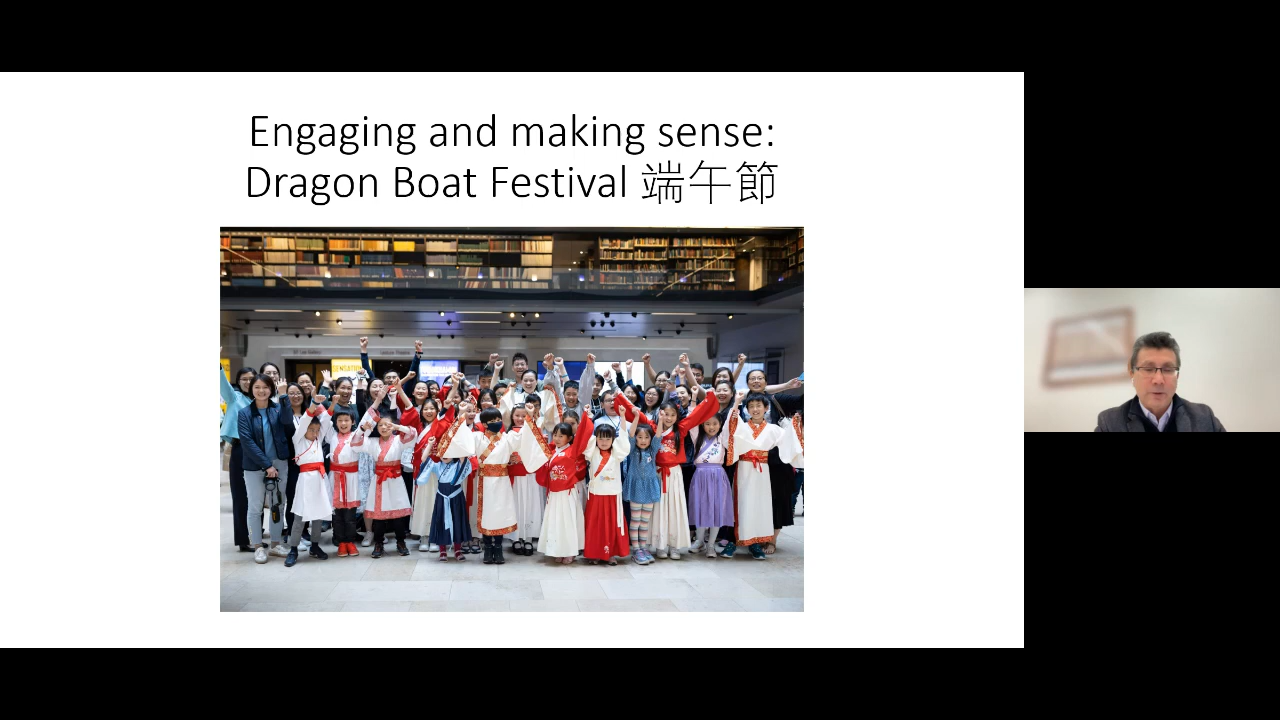 Engaging and making sense:
Dragon Boat Festival 端午節